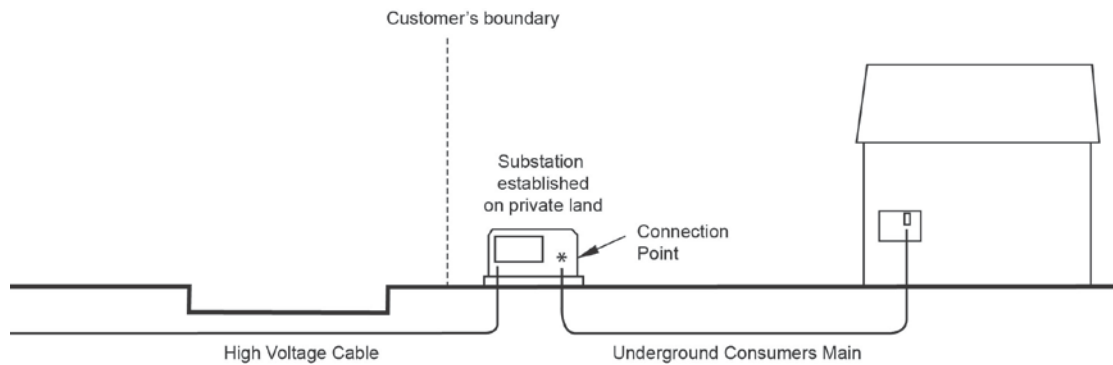 Customer's boundary
Substation
established
on private land
Connection
Point
*
High Voltage Cable
Underground Consumers Main